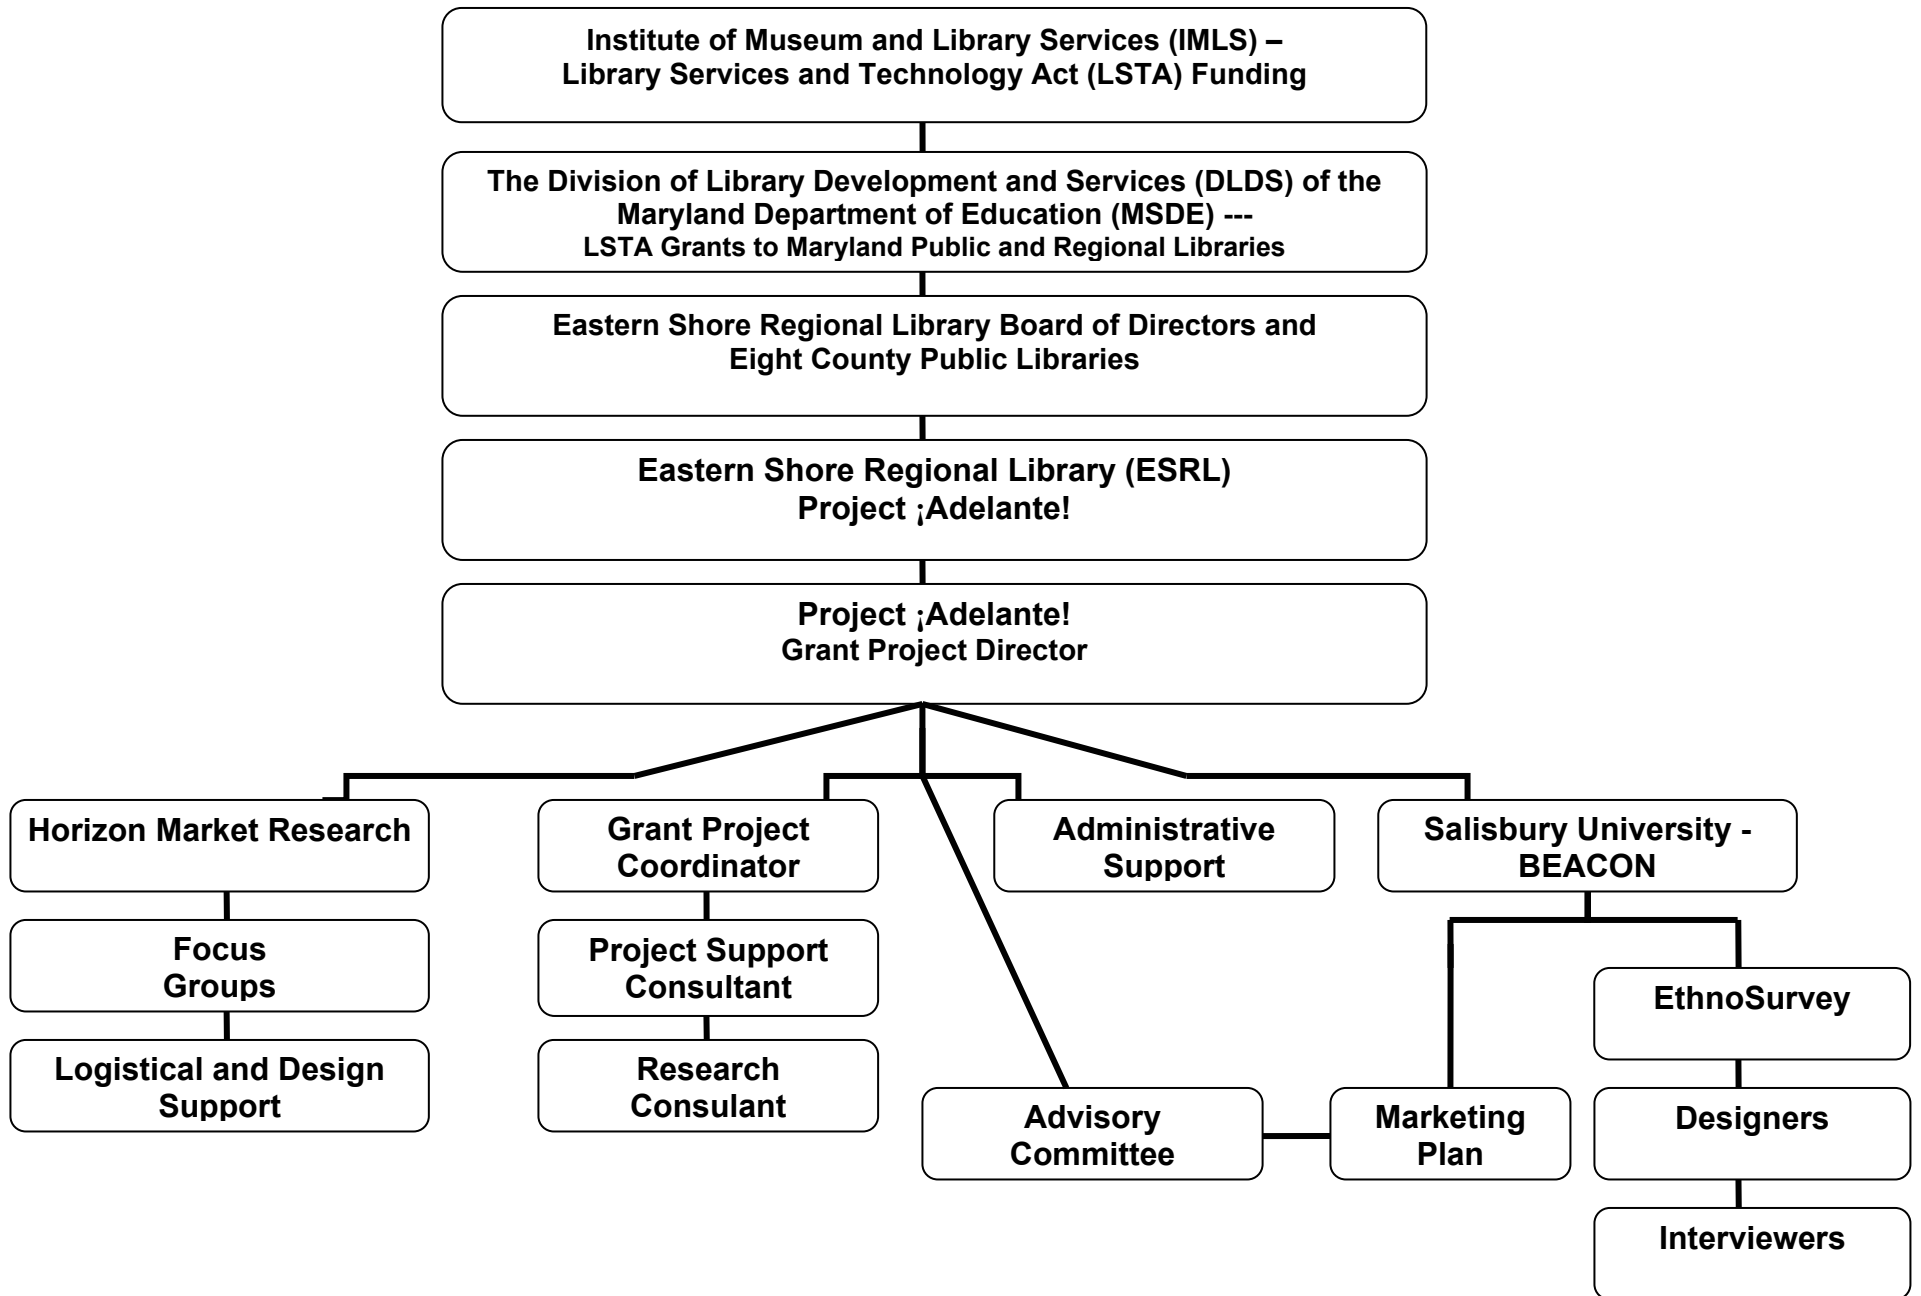 Institute of Museum and Library Services (IMLS) –
Library Services and Technology Act (LSTA) Funding
The Division of Library Development and Services (DLDS) of the
Maryland Department of Education (MSDE) ---
LSTA Grants to Maryland Public and Regional Libraries
Eastern Shore Regional Library Board of Directors and
Eight County Public Libraries
Eastern Shore Regional Library (ESRL)
Project ¡Adelante!
Project ¡Adelante!
Grant Project Director
Horizon Market Research
Focus
Groups
Logistical and Design
Support
Grant Project
Coordinator
Project Support
Consultant
Research
Consulant
Administrative
Support
Advisory
Committee
Salisbury University -
BEACON
Marketing
Plan
EthnoSurvey
Designers
Interviewers